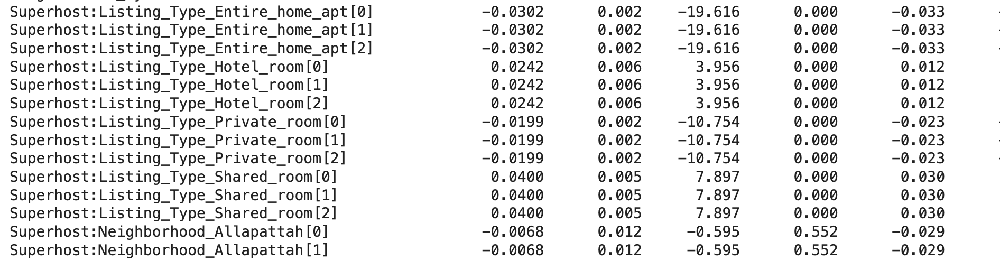 Superhost:Listing_Type_Entire_home_apt[0] -0.0302 0.002 -19.616 0.000 -0.033
Superhost:Listing_Type_Entire_home_apt[1] -0.0302 0.002 -19.616 0.000 -0.033
Superhost:Listing_Type_Entire_home_apt[2] -0.0302 0.002 -19.616 0.000 -0.033
Superhost:Listing_Type_Hotel_room[0] 0.0242 0.006 3.956 0.000 0.012
Superhost:Listing_Type_Hotel_room[1] 0.0242 0.006 3.956 0.000 0.012
Superhost:Listing_Type_Hotel_room[2] 0.0242 0.006 3.956 0.000 0.012
Superhost:Listing_Type_Private_room[0] -0.0199 0.002 -10.754 0.000 -0.023
Superhost:Listing_Type_Private_room[1] -0.0199 0.002 -10.754 0.000 -0.023
Superhost:Listing_Type_Private_room[2] -0.0199 0.002 -10.754 0.000 -0.023
Superhost:Listing_Type_Shared_room[0] 0.0400 0.005 7.897 0.000 0.030
Superhost:Listing_Type_Shared_room[1] 0.0400 0.005 7.897 0.000 0.030
Superhost:Listing_Type_Shared_room[2] 0.0400 0.005 7.897 0.000 0.030
Superhost:Neighborhood_Allapattah[0] -0.0068 0.012 -0.595 0.552 -0.029
Superhost:Neighborhood_Allapattah[1] -0.0068 0.012 -0.595 0.552 -0.029